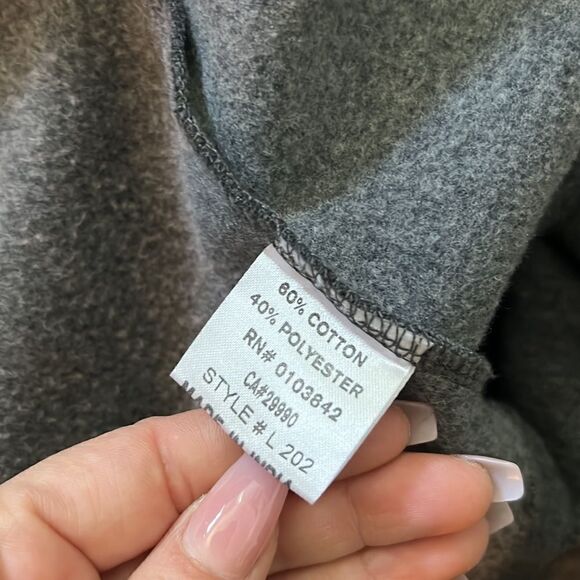 60% COTTON
40% POLYESTER
RN# 0103842
CA#29990
STYLE # L 202
MADE IN INDIA